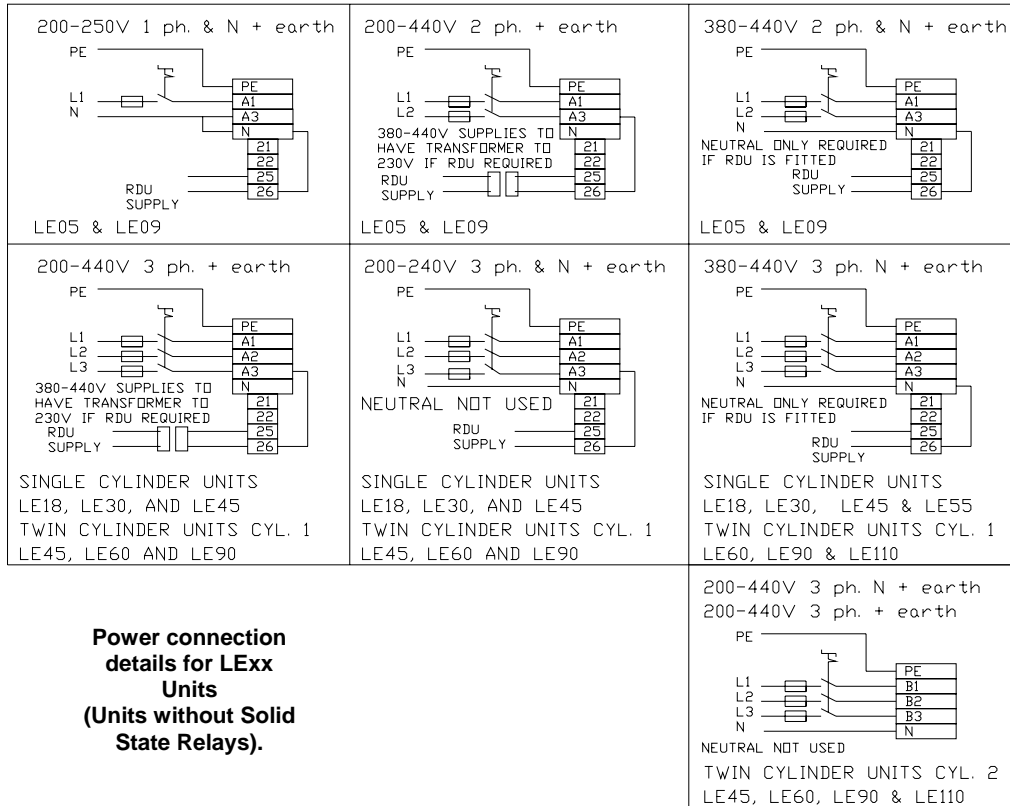 200-250V 1 ph. & N + earth
PE
L1
N
PE
A1
A3
N
21
22
25
26
RDU
SUPPLY
LE05 & LE09
200-440V 2 ph. + earth
PE
L1
L2
PE
A1
A3
N
380-440V SUPPLIES TO
HAVE TRANSFORMER TO
230V IF RDU REQUIRED
21
22
25
26
RDU
SUPPLY
LE05 & LE09
380-440V 2 ph. & N + earth
PE
L1
L2
N
PE
A1
A3
N
NEUTRAL ONLY REQUIRED
IF RDU IS FITTED
21
22
25
26
RDU
SUPPLY
LE05 & LE09
200-440V 3 ph. + earth
PE
L1
L2
L3
PE
A1
A2
A3
N
380-440V SUPPLIES TO
HAVE TRANSFORMER TO
230V IF RDU REQUIRED
21
22
25
26
RDU
SUPPLY
SINGLE CYLINDER UNITS
LE18, LE30, AND LE45
TWIN CYLINDER UNITS CYL. 1
LE45, LE60 AND LE90
200-240V 3 ph. & N + earth
PE
L1
L2
L3
N
PE
A1
A2
A3
N
NEUTRAL NOT USED
21
22
25
26
RDU
SUPPLY
SINGLE CYLINDER UNITS
LE18, LE30, AND LE45
TWIN CYLINDER UNITS CYL. 1
LE45, LE60 AND LE90
380-440V 3 ph. N + earth
PE
L1
L2
L3
N
PE
A1
A2
A3
N
NEUTRAL ONLY REQUIRED
IF RDU IS FITTED
21
22
25
26
RDU
SUPPLY
SINGLE CYLINDER UNITS
LE18, LE30, LE45 & LE55
TWIN CYLINDER UNITS CYL. 1
LE60, LE90 & LE110
Power connection
details for LExx
Units
(Units without Solid
State Relays).
200-440V 3 ph. N + earth
200-440V 3 ph. + earth
PE
L1
L2
L3
N
PE
B1
B2
B3
N
NEUTRAL NOT USED
TWIN CYLINDER UNITS CYL. 2
LE45, LE60, LE90 & LE110